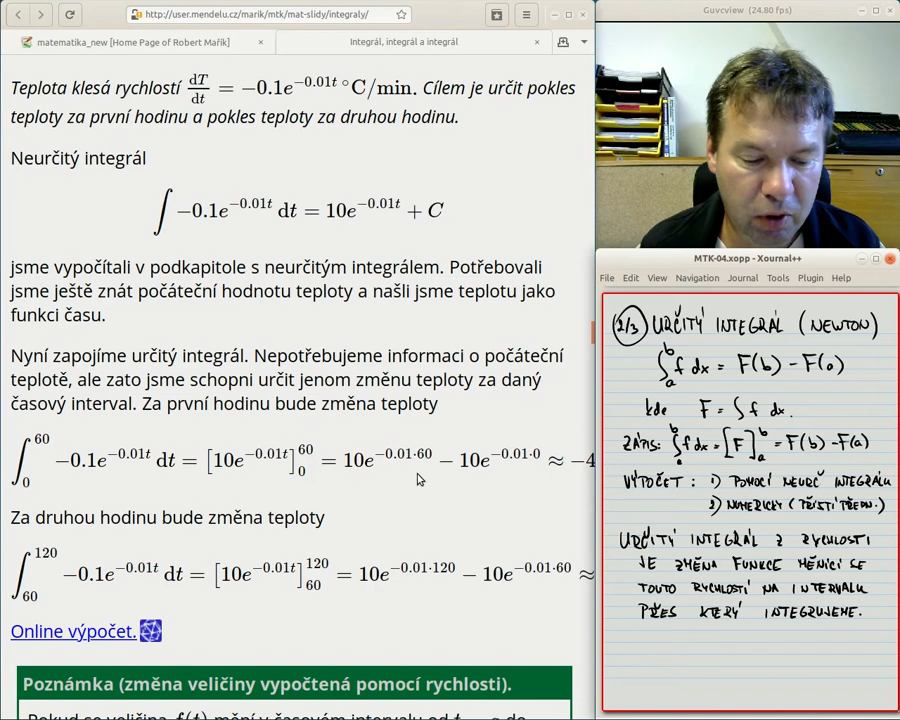 http://user.mendelu.cz/marik/mtk/mat-slidy/integraly/
matematika_new [Home Page of Robert Mařík] ×
Integrál, integrál a integrál ×
Teplota klesá rychlostí dT/dt = −0.1e^{−0.01t} °C/min. Cílem je určit pokles
teploty za první hodinu a pokles teploty za druhou hodinu.
Neurčitý integrál
∫ −0.1e^{−0.01t} dt = 10e^{−0.01t} + C
jsme vypočítali v podkapitole s neurčitým integrálem. Potřebovali
jsme ještě znát počáteční hodnotu teploty a našli jsme teplotu jako
funkci času.
Nyní zapojíme určitý integrál. Nepotřebujeme informaci o počáteční
teplotě, ale zato jsme schopni určit jenom změnu teploty za daný
časový interval. Za první hodinu bude změna teploty
∫_0^{60} −0.1e^{−0.01t} dt = [10e^{−0.01t}]_0^{60} = 10e^{−0.01·60} − 10e^{−0.01·0} ≈ −4
Za druhou hodinu bude změna teploty
∫_{60}^{120} −0.1e^{−0.01t} dt = [10e^{−0.01t}]_{60}^{120} = 10e^{−0.01·120} − 10e^{−0.01·60} ≈
Online výpočet.
Poznámka (změna veličiny vypočtená pomocí rychlosti).
Guvcview (24.80 fps)
MTK-04.xopp - Xournal++
File Edit View Navigation Journal Tools Plugin Help
2/3 URČITÝ INTEGRÁL (NEWTON)
∫_a^b f dx = F(b) − F(a)
kde F = ∫ f dx.
ZÁPIS: ∫_a^b f dx = [F]_a^b = F(b) − F(a)
VÝPOČET: 1) POMOCÍ NEURČ INTEGRÁLU
2) NUMERICKY (PŘÍŠTÍ PŘEDN.)
URČITÝ INTEGRÁL Z RYCHLOSTI
JE ZMĚNA FUNKCE MĚNÍCÍ SE
TOUTO RYCHLOSTÍ NA INTERVALU
PŘES KTERÝ INTEGRUJEME.